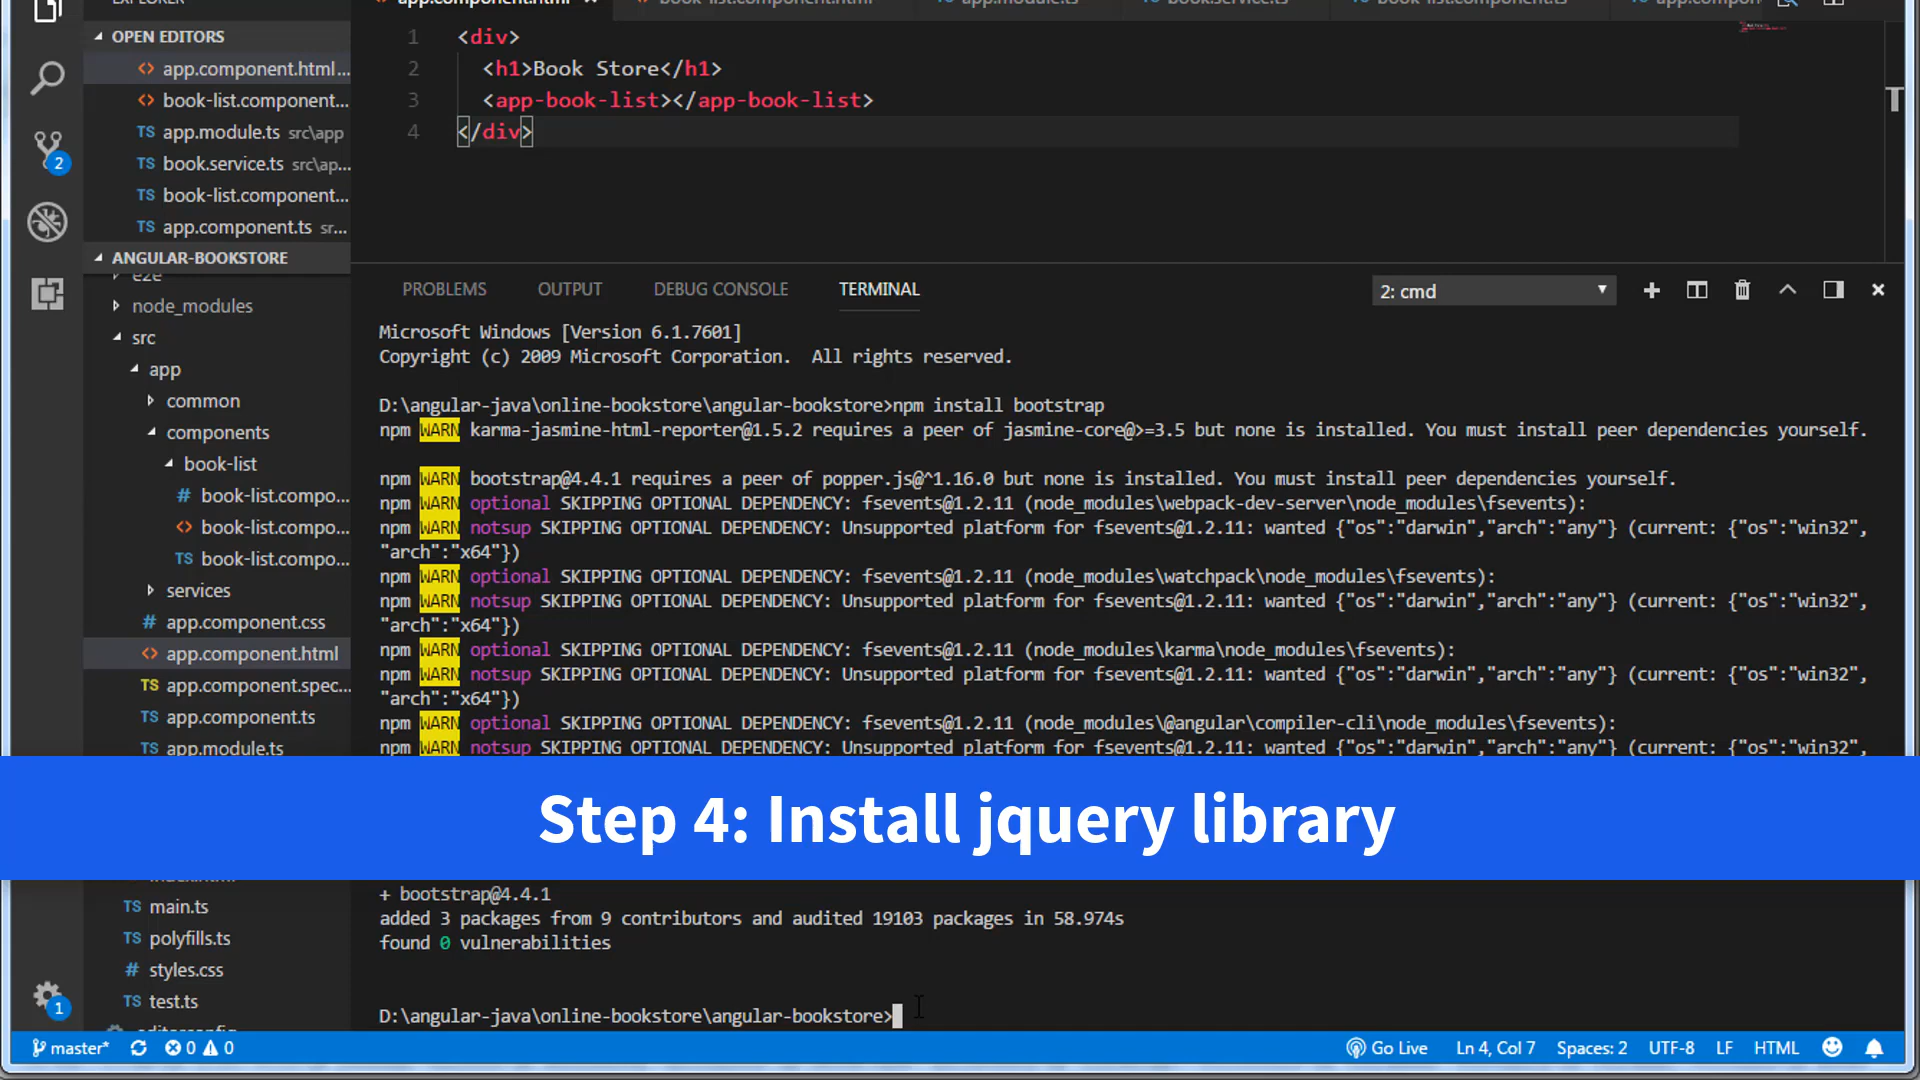 OPEN EDITORS
app.component.html...
book-list.component...
app.module.ts src\app
book.service.ts src\ap...
book-list.component...
app.component.ts sr...
ANGULAR-BOOKSTORE
e2e
node_modules
src
app
common
components
book-list
# book-list.compo...
<> book-list.compo...
TS book-list.compo...
services
# app.component.css
<> app.component.html
TS app.component.spec...
TS app.component.ts
app.module.ts
TS main.ts
TS polyfills.ts
# styles.css
TS test.ts
2
1
1 <div>
2 <h1>Book Store</h1>
3 <app-book-list></app-book-list>
4 </div>
PROBLEMS OUTPUT DEBUG CONSOLE TERMINAL 2: cmd
Microsoft Windows [Version 6.1.7601]
Copyright (c) 2009 Microsoft Corporation. All rights reserved.
D:\angular-java\online-bookstore\angular-bookstore>npm install bootstrap
npm WARN karma-jasmine-html-reporter@1.5.2 requires a peer of jasmine-core@>=3.5 but none is installed. You must install peer dependencies yourself.
npm WARN bootstrap@4.4.1 requires a peer of popper.js@^1.16.0 but none is installed. You must install peer dependencies yourself.
npm WARN optional SKIPPING OPTIONAL DEPENDENCY: fsevents@1.2.11 (node_modules\webpack-dev-server\node_modules\fsevents):
npm WARN notsup SKIPPING OPTIONAL DEPENDENCY: Unsupported platform for fsevents@1.2.11: wanted {"os":"darwin","arch":"any"} (current: {"os":"win32",
"arch":"x64"})
npm WARN optional SKIPPING OPTIONAL DEPENDENCY: fsevents@1.2.11 (node_modules\watchpack\node_modules\fsevents):
npm WARN notsup SKIPPING OPTIONAL DEPENDENCY: Unsupported platform for fsevents@1.2.11: wanted {"os":"darwin","arch":"any"} (current: {"os":"win32",
"arch":"x64"})
npm WARN optional SKIPPING OPTIONAL DEPENDENCY: fsevents@1.2.11 (node_modules\karma\node_modules\fsevents):
npm WARN notsup SKIPPING OPTIONAL DEPENDENCY: Unsupported platform for fsevents@1.2.11: wanted {"os":"darwin","arch":"any"} (current: {"os":"win32",
"arch":"x64"})
npm WARN optional SKIPPING OPTIONAL DEPENDENCY: fsevents@1.2.11 (node_modules\@angular\compiler-cli\node_modules\fsevents):
npm WARN notsup SKIPPING OPTIONAL DEPENDENCY: Unsupported platform for fsevents@1.2.11: wanted {"os":"darwin","arch":"any"} (current: {"os":"win32",
Step 4: Install jquery library
+ bootstrap@4.4.1
added 3 packages from 9 contributors and audited 19103 packages in 58.974s
found 0 vulnerabilities
D:\angular-java\online-bookstore\angular-bookstore>
master* 0 0 Go Live Ln 4, Col 7 Spaces: 2 UTF-8 LF HTML